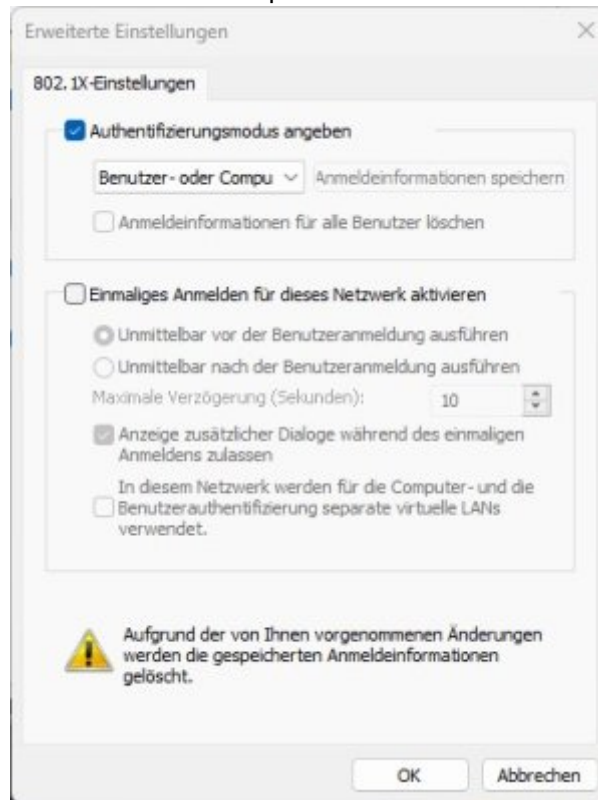 Erweiterte Einstellungen
802.1X-Einstellungen
Authentifizierungsmodus angeben
Benutzer- oder Compu Anmeldeinformationen speichern
Anmeldeinformationen für alle Benutzer löschen
Einmaliges Anmelden für dieses Netzwerk aktivieren
Unmittelbar vor der Benutzeranmeldung ausführen
Unmittelbar nach der Benutzeranmeldung ausführen
Maximale Verzögerung (Sekunden): 10
Anzeige zusätzlicher Dialoge während des einmaligen
Anmeldens zulassen
In diesem Netzwerk werden für die Computer- und die
Benutzerauthentifizierung separate virtuelle LANs
verwendet.
Aufgrund der von Ihnen vorgenommenen Änderungen
werden die gespeicherten Anmeldeinformationen
gelöscht.
OK Abbrechen